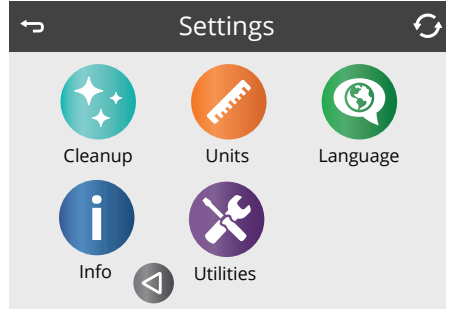 Settings
Cleanup
Units
Language
Info
Utilities